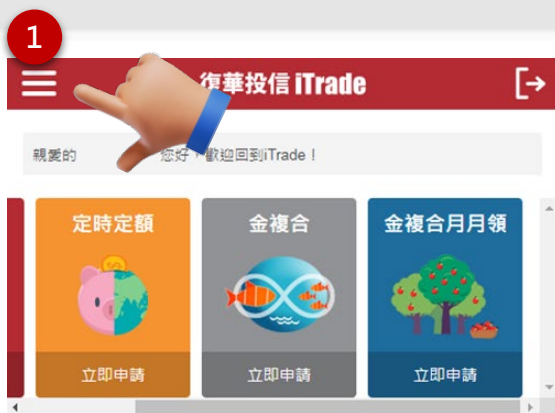 1
復華投信 iTrade
親愛的 您好，歡迎回到iTrade！
定時定額
金複合
金複合月月領
立即申請
立即申請
立即申請